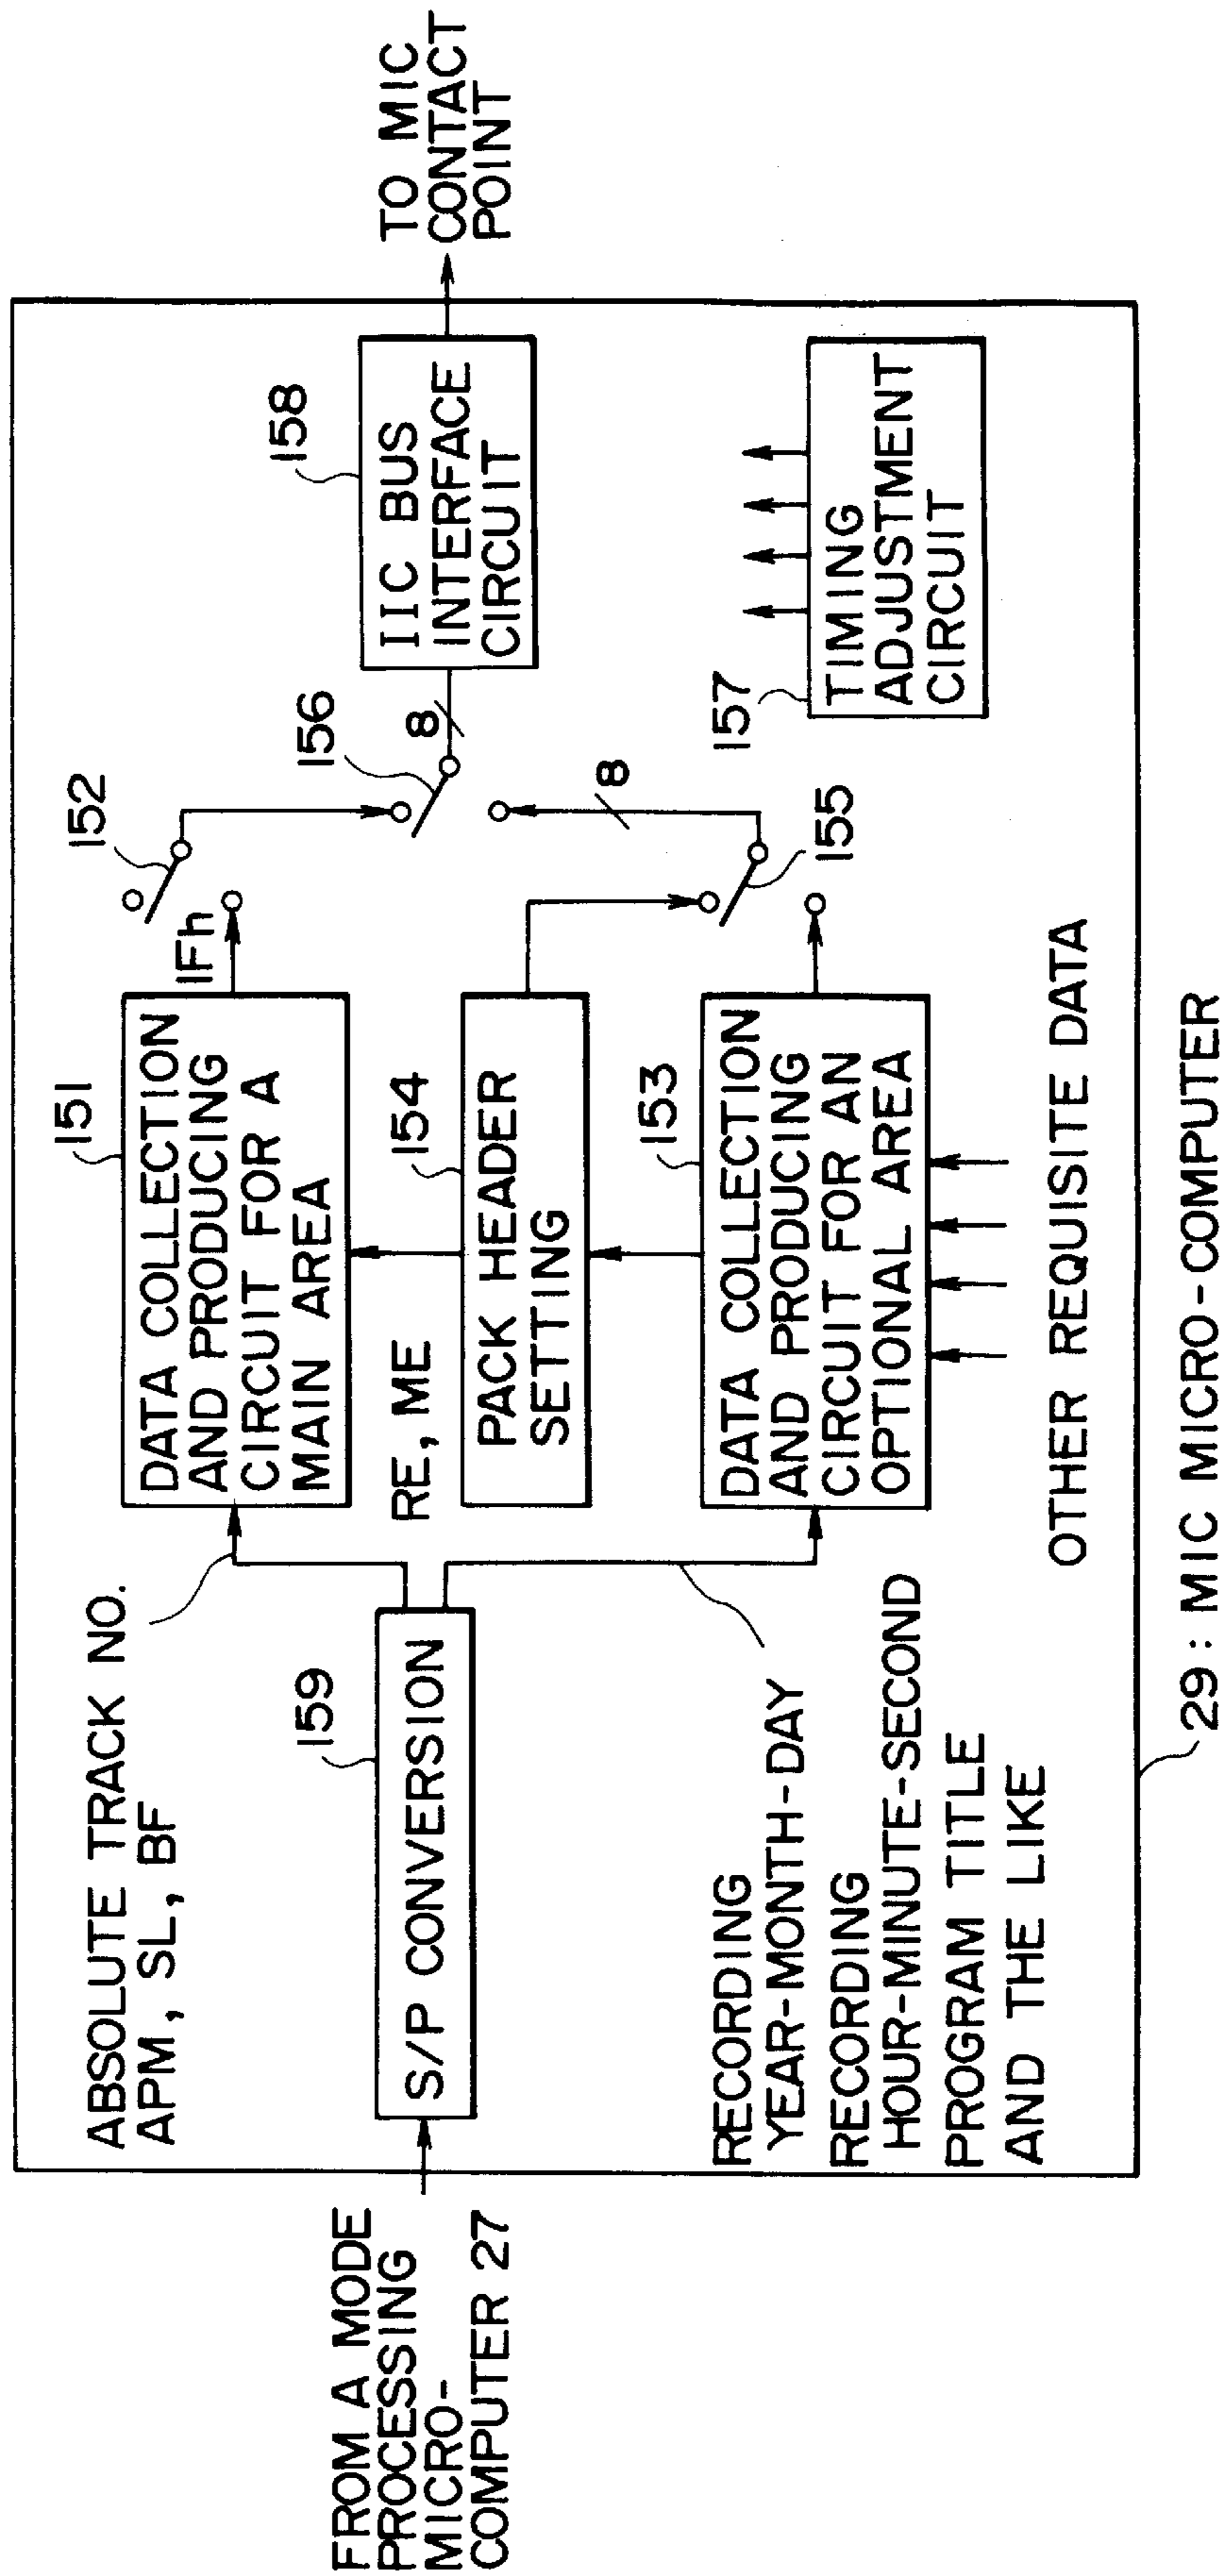 FROM A MODE
PROCESSING
MICRO-
COMPUTER 27
ABSOLUTE TRACK NO.
APM, SL, BF
159
S/P CONVERSION
RECORDING
YEAR-MONTH-DAY
RECORDING
HOUR-MINUTE-SECOND
PROGRAM TITLE
AND THE LIKE
151
DATA COLLECTION
AND PRODUCING
CIRCUIT FOR A
MAIN AREA
RE, ME
154
PACK HEADER
SETTING
153
DATA COLLECTION
AND PRODUCING
CIRCUIT FOR AN
OPTIONAL AREA
OTHER REQUISITE DATA
1Fh
152
156
8
8
155
158
IIC BUS
INTERFACE
CIRCUIT
157
TIMING
ADJUSTMENT
CIRCUIT
TO MIC
CONTACT
POINT
29: MIC MICRO-COMPUTER